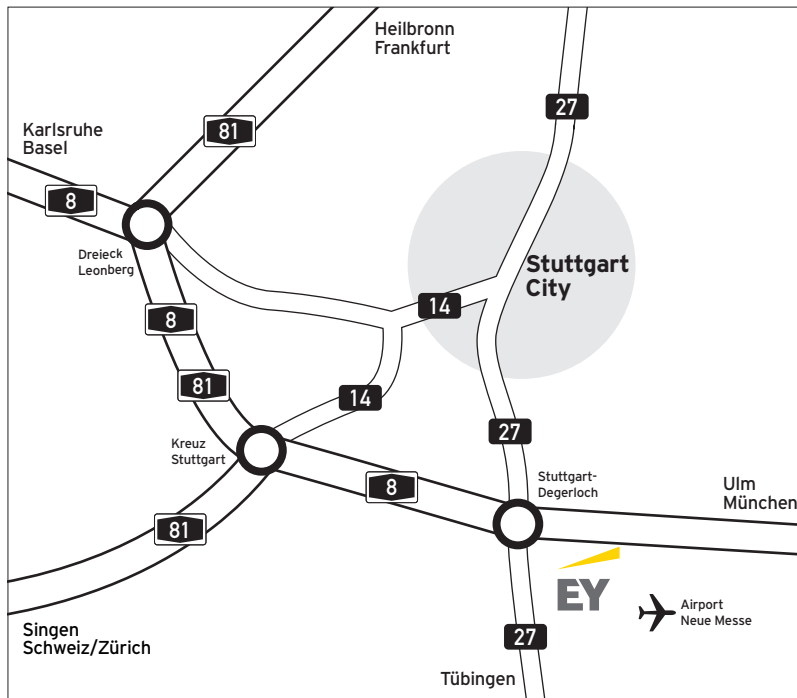 Heilbronn
Frankfurt
27
81
Karlsruhe
Basel
8
Dreieck
Leonberg
Stuttgart
City
14
8
81
14
27
Kreuz
Stuttgart
8
Stuttgart-
Degerloch
Ulm
München
81
EY
Airport
Neue Messe
27
Singen
Schweiz/Zürich
Tübingen